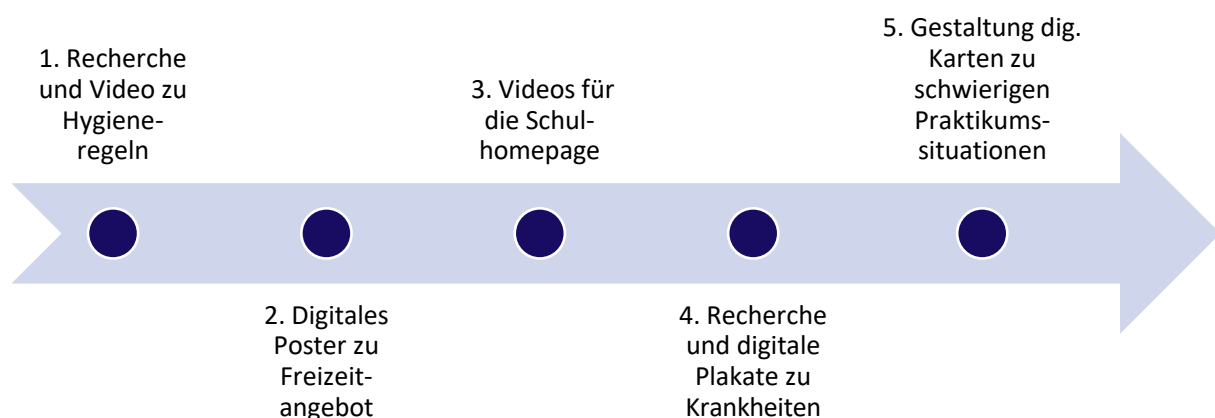 1. Recherche
und Video zu
Hygiene-
regeln
2. Digitales
Poster zu
Freizeit-
angebot
3. Videos für
die Schul-
homepage
4. Recherche
und digitale
Plakate zu
Krankheiten
5. Gestaltung dig.
Karten zu
schwierigen
Praktikums-
situationen